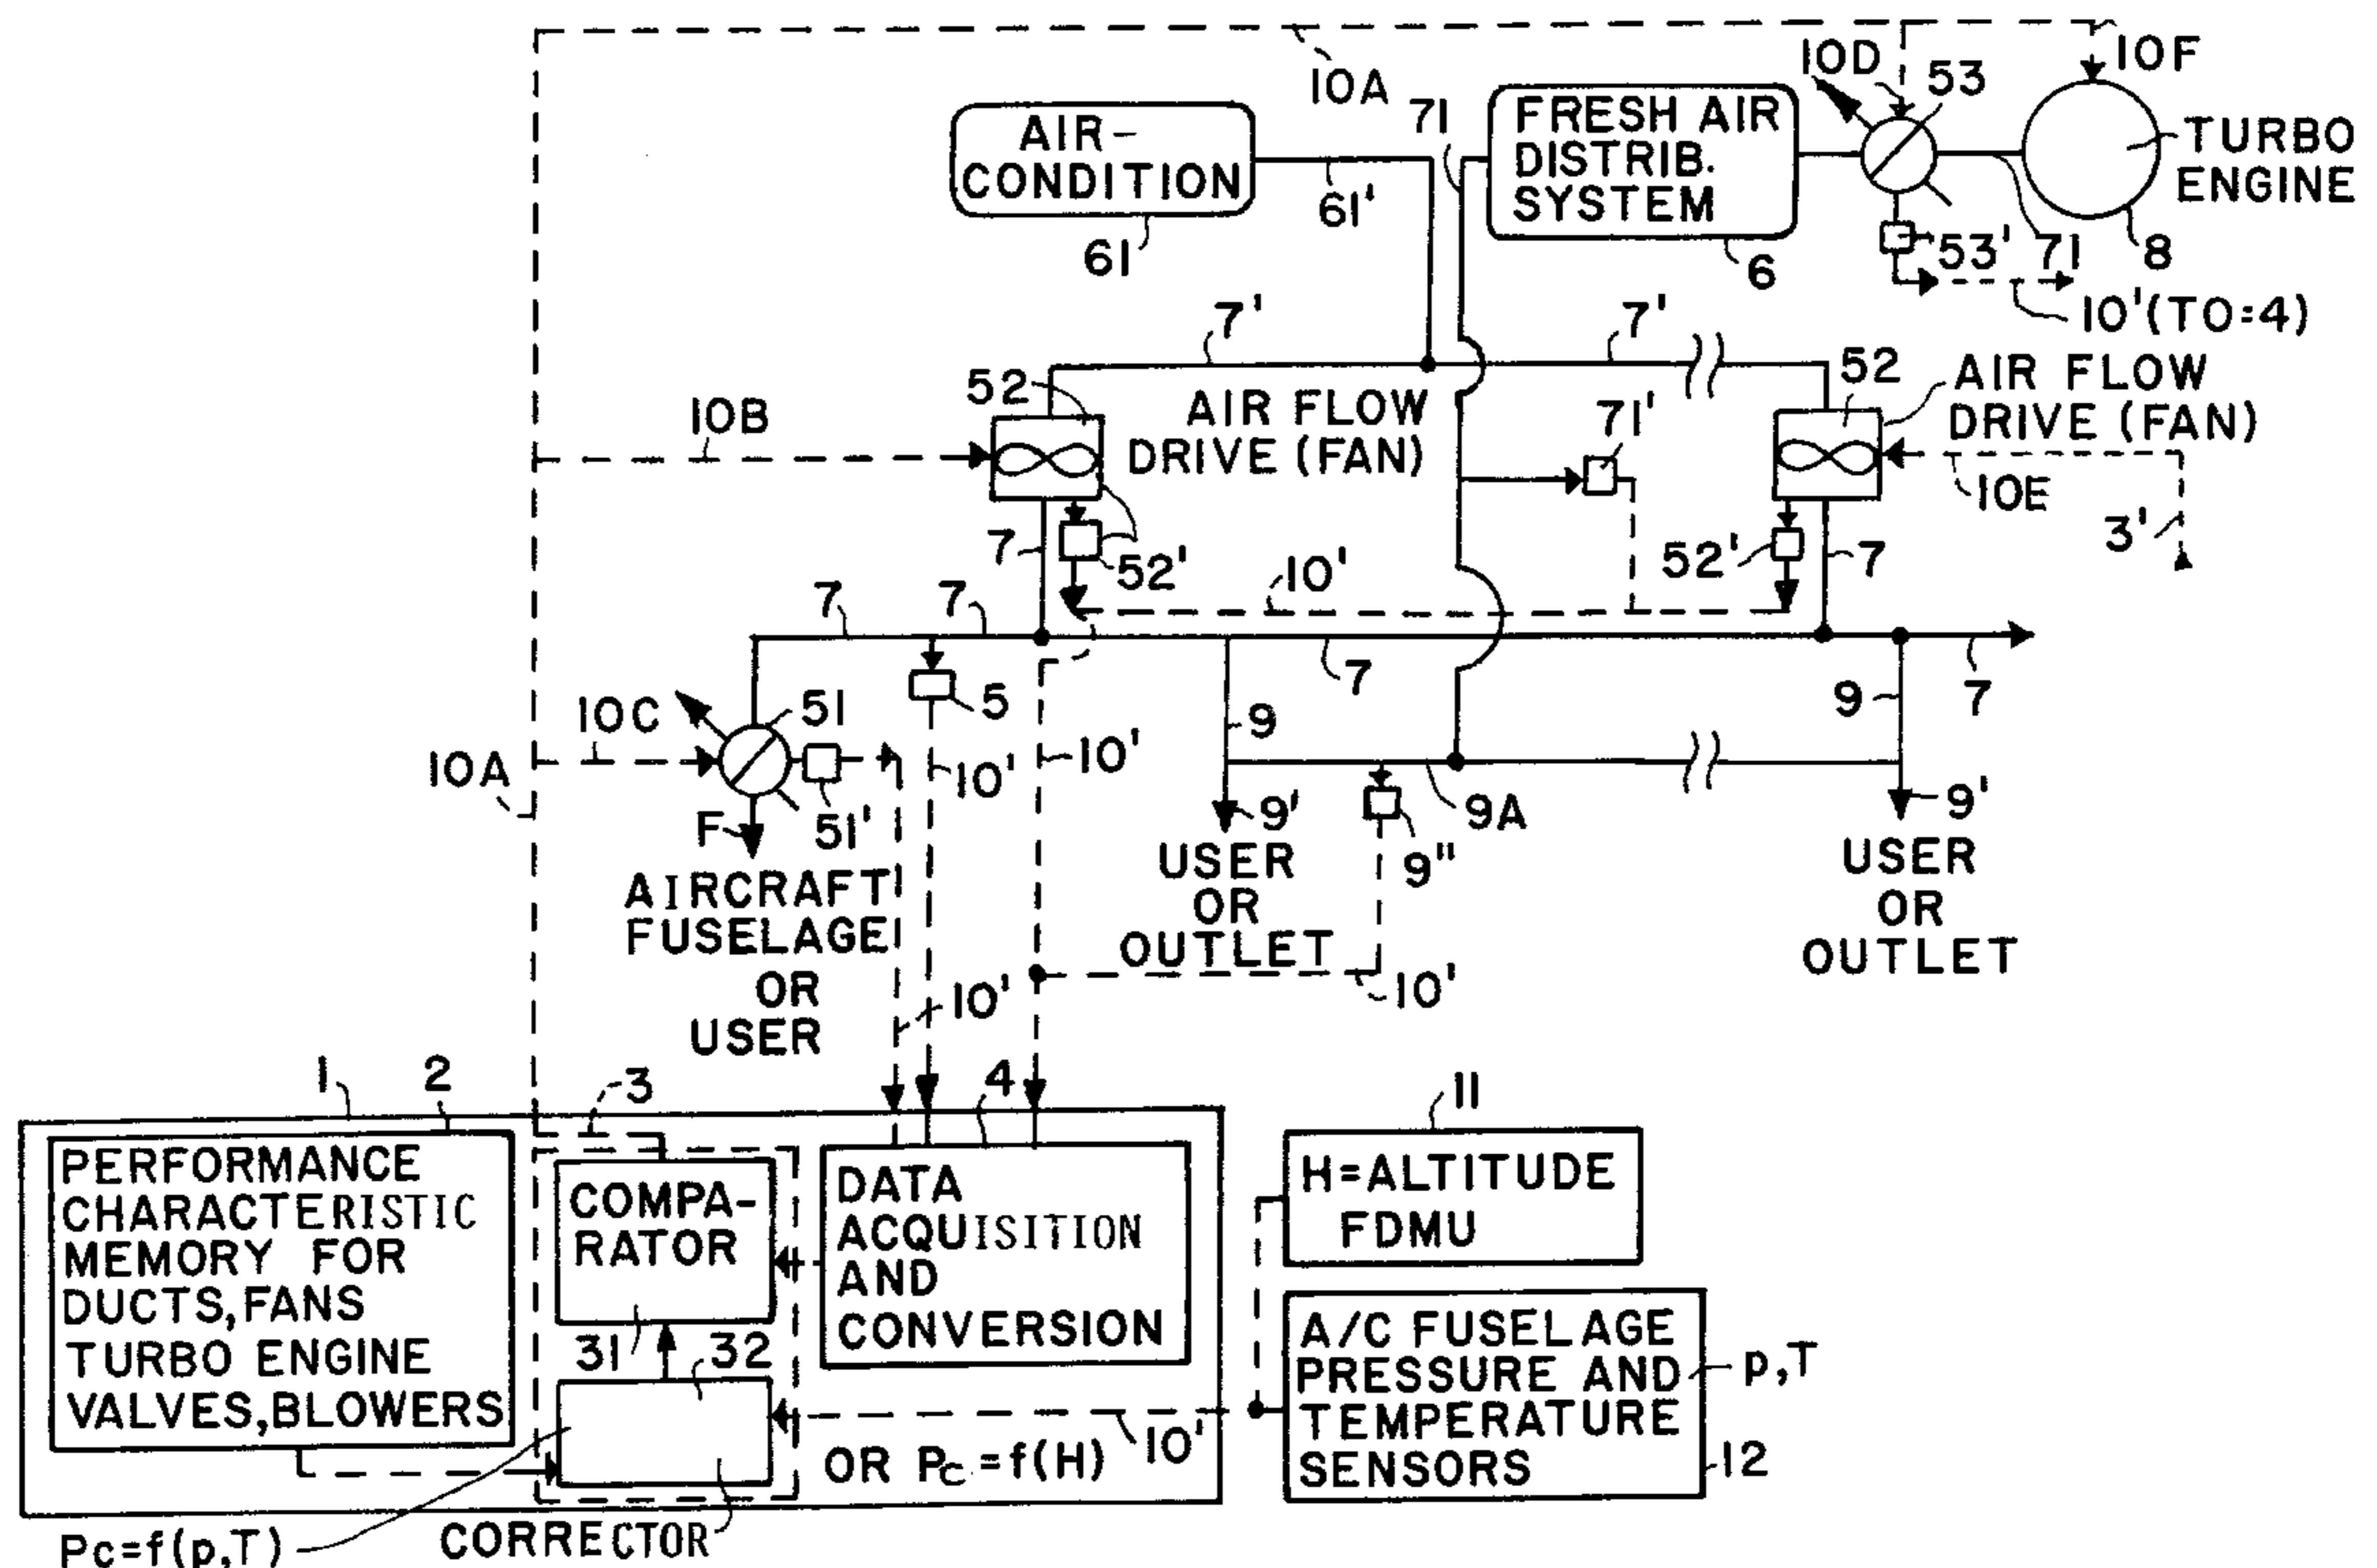 10A
10D
53
10F
71
AIR-
CONDITION
61'
61
FRESH AIR
DISTRIB.
SYSTEM
6
TURBO
ENGINE
53'
71
8
10'(TO:4)
7'
7'
52
AIR FLOW
DRIVE (FAN)
10B
71'
52
AIR FLOW
DRIVE (FAN)
10E
3'
7
52'
10'
52'
7
7
7
10C
51
5
7
9
7
9
10A
51'
10'
10'
F
9'
9A
9"
9'
AIRCRAFT
FUSELAGE
OR
USER
USER
OR
OUTLET
USER
OR
OUTLET
10'
10'
1
2
3
4
11
PERFORMANCE
CHARACTERISTIC
MEMORY FOR
DUCTS,FANS
TURBO ENGINE
VALVES,BLOWERS
COMPA-
RATOR
31
32
DATA
ACQUISITION
AND
CONVERSION
H=ALTITUDE
FDMU
A/C FUSELAGE
PRESSURE AND
TEMPERATURE
SENSORS
p,T
12
OR Pc =f(H)
10'
Pc=f(p,T)
CORRECTOR